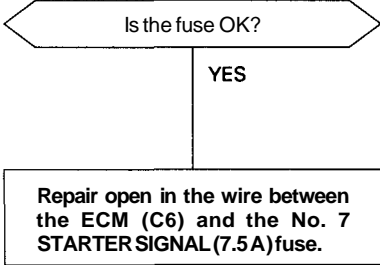 Is the fuse OK?
YES
Repair open in the wire between
the ECM (C6) and the No. 7
STARTER SIGNAL (7.5 A) fuse.